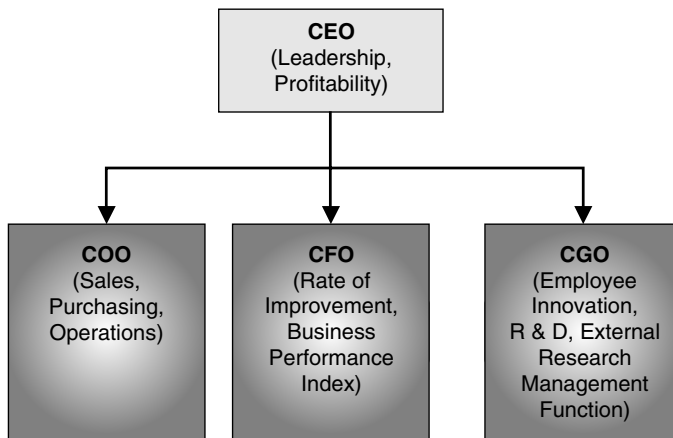 CEO
(Leadership,
Profitability)
COO
(Sales,
Purchasing,
Operations)
CFO
(Rate of
Improvement,
Business
Performance
Index)
CGO
(Employee
Innovation,
R & D, External
Research
Management
Function)